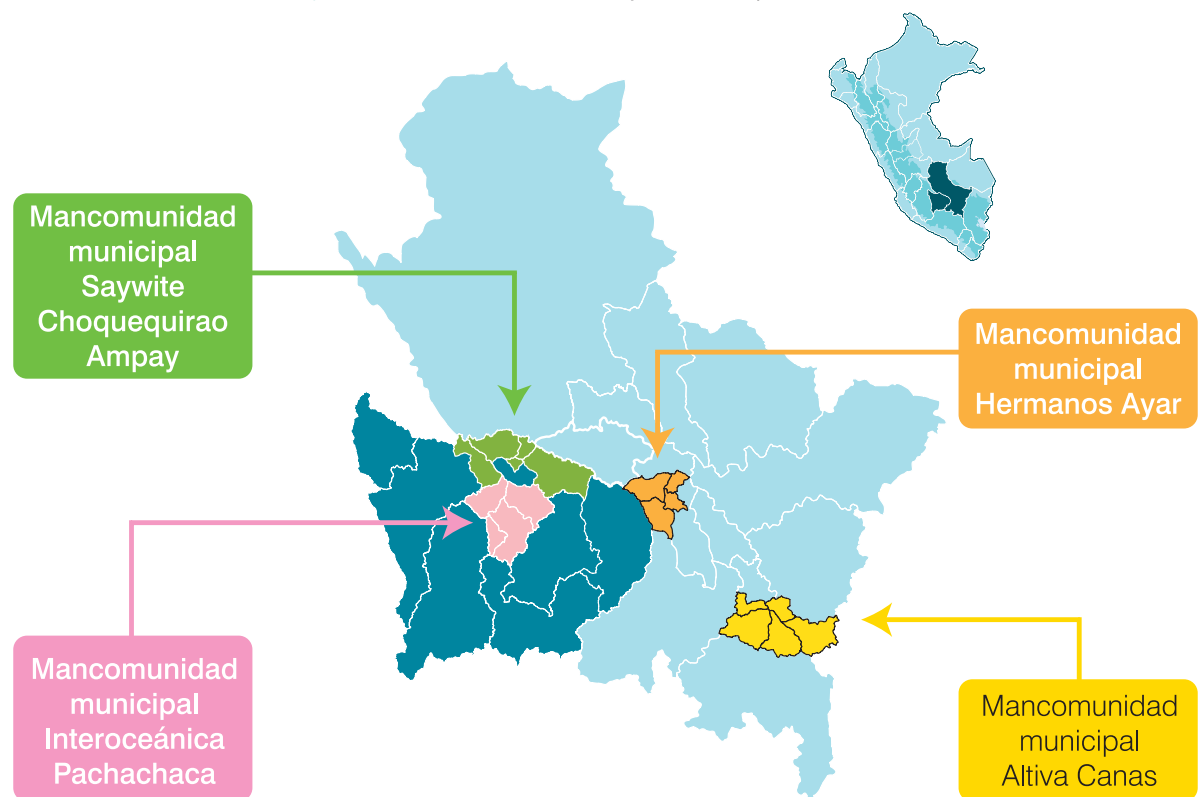 Mancomunidad
municipal
Saywite
Choquequirao
Ampay
Mancomunidad
municipal
Hermanos Ayar
Mancomunidad
municipal
Interoceánica
Pachachaca
Mancomunidad
municipal
Altiva Canas